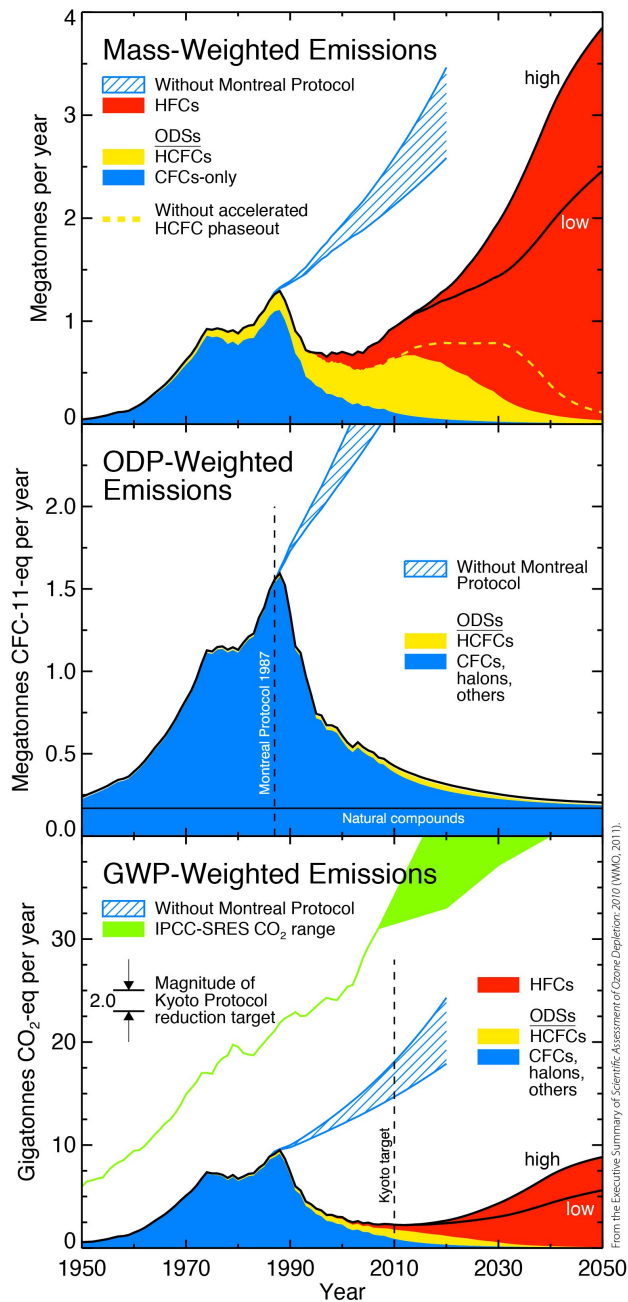 Mass-Weighted Emissions
Without Montreal Protocol
HFCs
ODSs
HCFCs
CFCs-only
Without accelerated
HCFC phaseout
high
low
4
3
2
1
0
Megatonnes per year
ODP-Weighted
Emissions
Without Montreal
Protocol
ODSs
HCFCs
CFCs,
halons,
others
Montreal Protocol 1987
Natural compounds
2.0
1.5
1.0
0.5
0.0
Megatonnes CFC-11-eq per year
GWP-Weighted Emissions
Without Montreal Protocol
IPCC-SRES CO2 range
2.0
Magnitude of
Kyoto Protocol
reduction target
HFCs
ODSs
HCFCs
CFCs,
halons,
others
Kyoto target
high
low
30
20
10
0
Gigatonnes CO2-eq per year
1950 1970 1990 2010 2030 2050
Year
From the Executive Summary of Scientific Assessment of Ozone Depletion: 2010 (WMO, 2011).